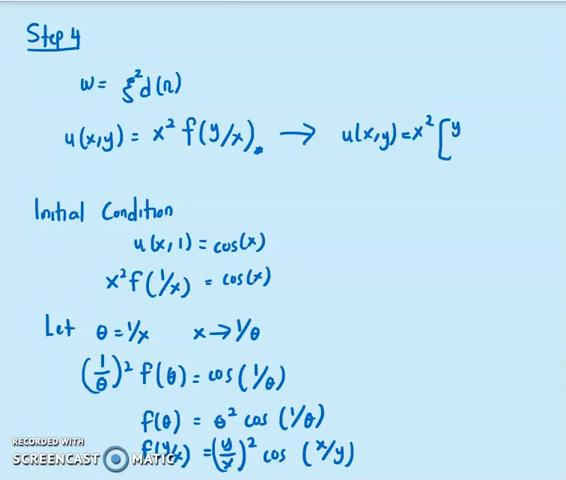 Step 4
w = ξ²d(η)
u(x,y) = x² f(y/x). → u(x,y) = x² [y
Initial Condition
u(x,1) = cos(x)
x² f(1/x) = cos(x)
Let θ = 1/x x → 1/θ
(1/θ)² f(θ) = cos(1/θ)
f(θ) = θ² cos(1/θ)
f(y/x) = (y/x)² cos (x/y)
RECORDED WITH
SCREENCAST MATIC